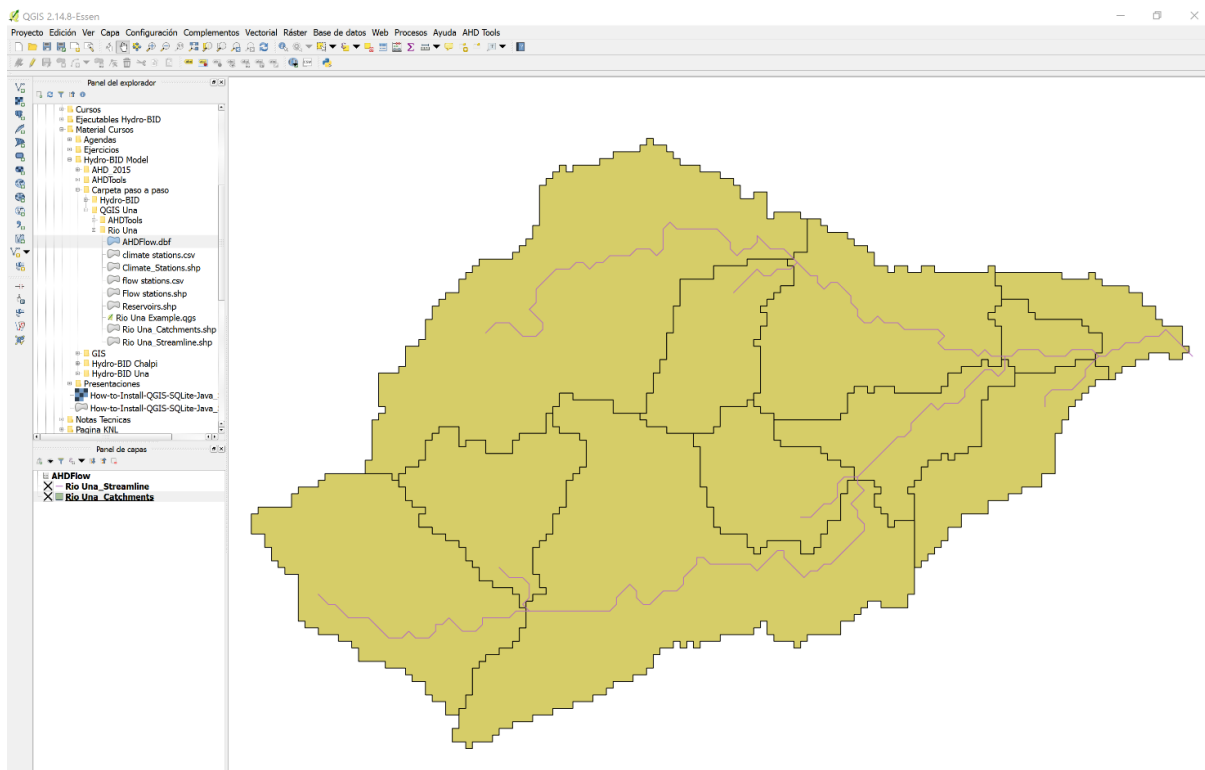 QGIS 2.14.8-Essen
Proyecto Edición Ver Capa Configuración Complementos Vectorial Ráster Base de datos Web Procesos Ayuda AHD Tools
Panel del explorador
Cursos
Ejecutables Hydro-BID
Material Cursos
Agendas
Ejercicios
Hydro-BID Model
AHD_2015
AHDTools
Carpeta paso a paso
Hydro-BID
QGIS Una
AHDTools
Rio Una
AHDFlow.dbf
climate stations.csv
Climate_Stations.shp
flow stations.csv
Flow stations.shp
Reservoirs.shp
Rio Una Example.qgs
Rio Una_Catchments.shp
Rio Una_Streamline.shp
GIS
Hydro-BID Chalpi
Hydro-BID Una
Presentaciones
How-to-Install-QGIS-SQLite-Java_
How-to-Install-QGIS-SQLite-Java_
Notas Tecnicas
Pagina KNL
Panel de capas
AHDFlow
Rio Una_Streamline
Rio Una_Catchments